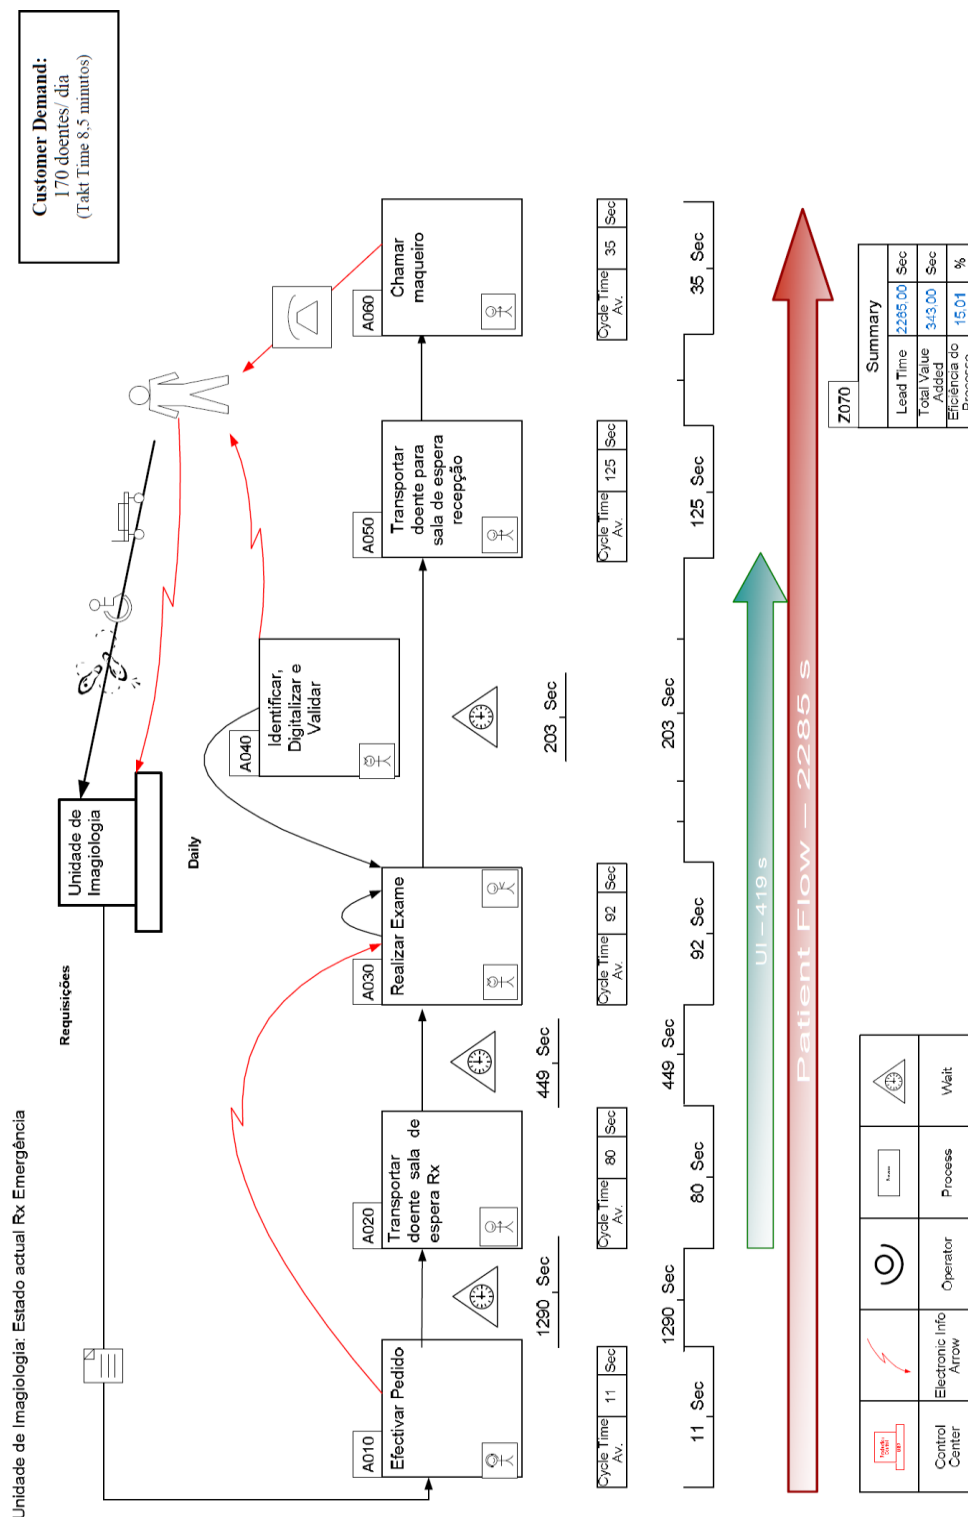 Unidade de Imagiologia: Estado actual Rx Emergência
Customer Demand:
170 doentes/ dia
(Takt Time 8,5 minutos)
Requisições
Unidade de
Imagiologia
Daily
A010
Efectivar Pedido
1290 Sec
A020
Transportar
doente sala de
espera Rx
449 Sec
A030
Realizar Exame
A040
Identificar,
Digitalizar e
Validar
203 Sec
A050
Transportar
doente para
sala de espera
recepção
A060
Chamar
maqueiro
Cycle Time Av. 11 Sec
Cycle Time Av. 80 Sec
Cycle Time Av. 92 Sec
Cycle Time Av. 125 Sec
Cycle Time Av. 35 Sec
11 Sec
1290 Sec
80 Sec
449 Sec
92 Sec
203 Sec
125 Sec
35 Sec
UI – 419 s
Patient Flow – 2285 s
Control
Center
Electronic Info
Arrow
Operator
Process
Wait
Z070
Summary
Lead Time 2285,00 Sec
Total Value Added 343,00 Sec
Eficiência do Processo 15,01 %